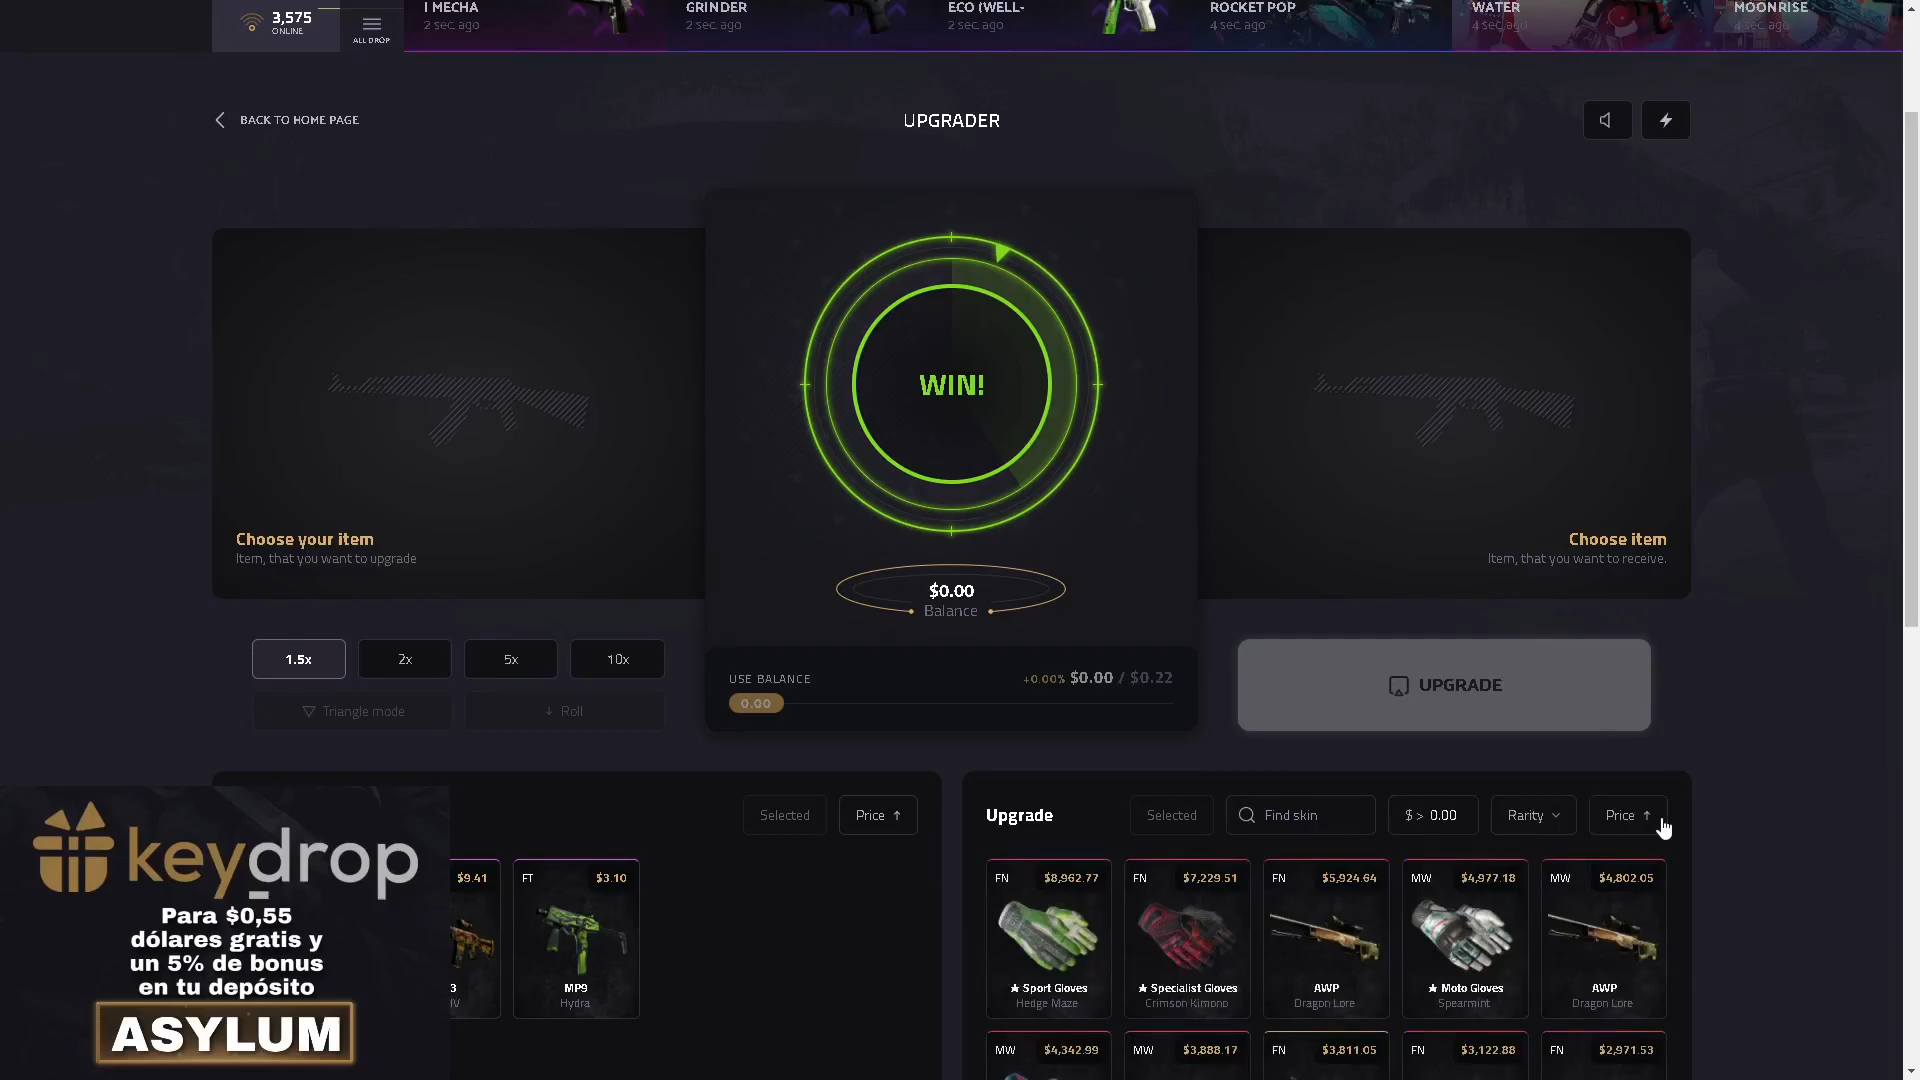 3,575
ONLINE
ALL DROP
I MECHA
2 sec. ago
GRINDER
2 sec. ago
ECO (WELL-
2 sec. ago
ROCKET POP
4 sec. ago
WATER
4 sec. ago
MOONRISE
4 sec. ago
BACK TO HOME PAGE
UPGRADER
WIN!
Choose your item
Item, that you want to upgrade
Choose item
Item, that you want to receive.
$0.00
Balance
1.5x
2x
5x
10x
Triangle mode
Roll
USE BALANCE
+0.00% $0.00 / $0.22
0.00
UPGRADE
Selected
Price
$9.41
3
FT
$3.10
MP9
Hydra
Upgrade
Selected
Find skin
$ > 0.00
Rarity
Price
FN $8,962.77
★ Sport Gloves
Hedge Maze
FN $7,229.51
★ Specialist Gloves
Crimson Kimono
FN $5,924.64
AWP
Dragon Lore
MW $4,977.18
★ Moto Gloves
Spearmint
MW $4,802.05
AWP
Dragon Lore
MW $4,342.99
MW $3,888.17
FN $3,811.05
FN $3,122.88
FN $2,971.53
keydrop
Para $0,55
dólares gratis y
un 5% de bonus
en tu depósito
ASYLUM